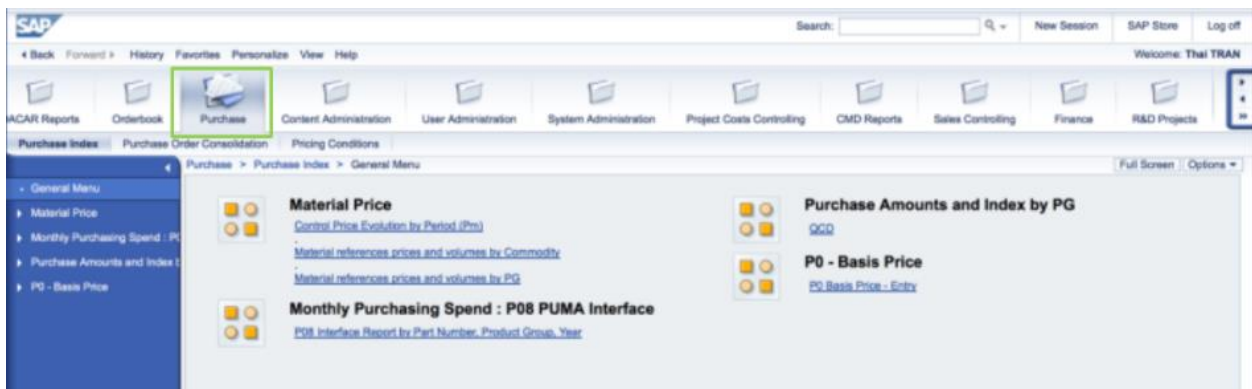 SAP Search: New Session SAP Store Log off
Back Forward History Favorites Personalize View Help Welcome: Thai TRAN
ACAR Reports Orderbook Purchase Content Administration User Administration System Administration Project Costs Controlling CMD Reports Sales Controlling Finance R&D Projects
Purchase Index Purchase Order Consolidation Pricing Conditions
Purchase > Purchase Index > General Menu Full Screen Options
General Menu
Material Price
Monthly Purchasing Spend : P0
Purchase Amounts and Index b
P0 - Basis Price
Material Price
Control Price Evolution by Period (Pm)
.
Material references prices and volumes by Commodity
.
Material references prices and volumes by PG
Monthly Purchasing Spend : P08 PUMA Interface
P08 Interface Report by Part Number, Product Group, Year
Purchase Amounts and Index by PG
QCD
P0 - Basis Price
P0 Basis Price - Entry